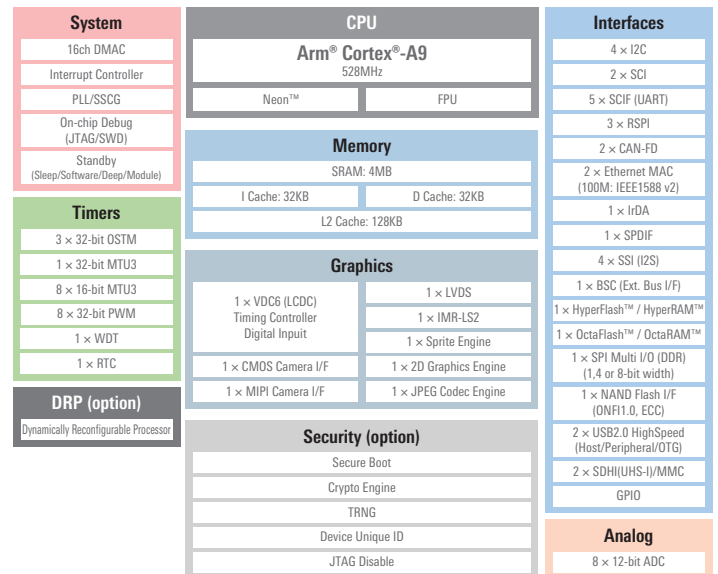 System
16ch DMAC
Interrupt Controller
PLL/SSCG
On-chip Debug
(JTAG/SWD)
Standby
(Sleep/Software/Deep/Module)
Timers
3 × 32-bit OSTM
1 × 32-bit MTU3
8 × 16-bit MTU3
8 × 32-bit PWM
1 × WDT
1 × RTC
DRP (option)
Dynamically Reconfigurable Processor
CPU
Arm® Cortex®-A9
528MHz
Neon™
FPU
Memory
SRAM: 4MB
I Cache: 32KB
D Cache: 32KB
L2 Cache: 128KB
Graphics
1 × VDC6 (LCDC)
Timing Controller
Digital Inpuit
1 × LVDS
1 × IMR-LS2
1 × Sprite Engine
1 × CMOS Camera I/F
1 × 2D Graphics Engine
1 × MIPI Camera I/F
1 × JPEG Codec Engine
Security (option)
Secure Boot
Crypto Engine
TRNG
Device Unique ID
JTAG Disable
Interfaces
4 × I2C
2 × SCI
5 × SCIF (UART)
3 × RSPI
2 × CAN-FD
2 × Ethernet MAC
(100M: IEEE1588 v2)
1 × IrDA
1 × SPDIF
4 × SSI (I2S)
1 × BSC (Ext. Bus I/F)
1 × HyperFlash™ / HyperRAM™
1 × OctaFlash™ / OctaRAM™
1 × SPI Multi I/O (DDR)
(1,4 or 8-bit width)
1 × NAND Flash I/F
(ONFI1.0, ECC)
2 × USB2.0 HighSpeed
(Host/Peripheral/OTG)
2 × SDHI(UHS-I)/MMC
GPIO
Analog
8 × 12-bit ADC